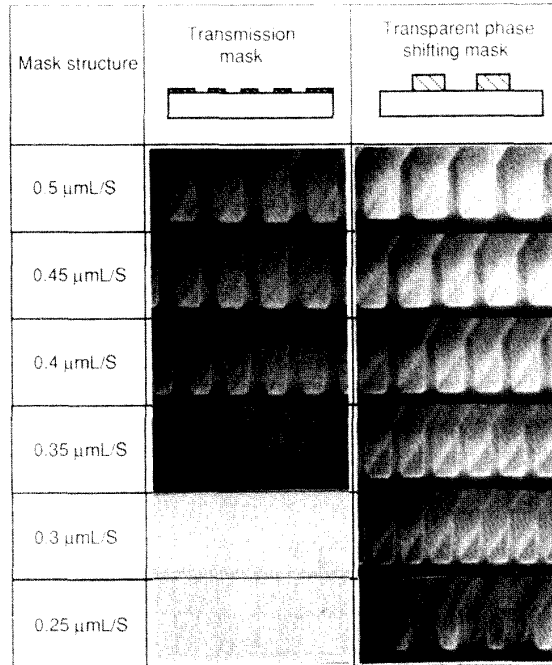 Mask structure
Transmission
mask
Transparent phase
shifting mask
0.5 μmL/S
0.45 μmL/S
0.4 μmL/S
0.35 μmL/S
0.3 μmL/S
0.25 μmL/S